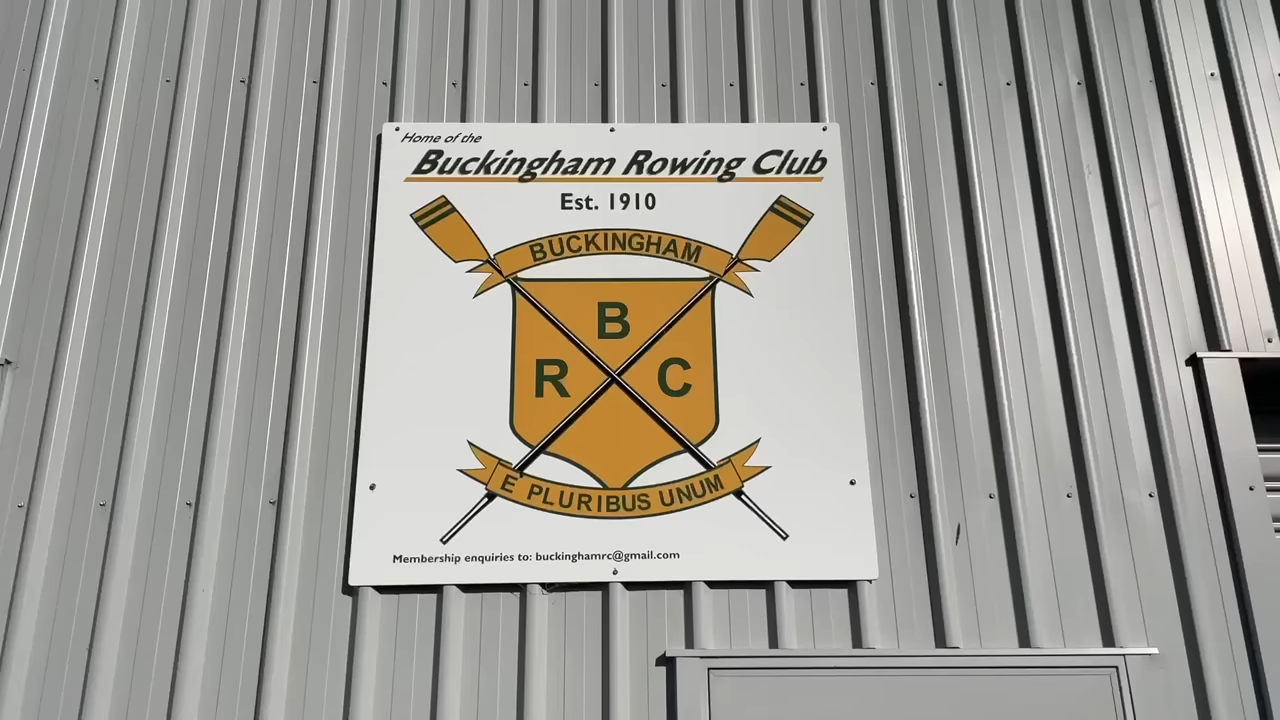 Home of the
Buckingham Rowing Club
Est. 1910
BUCKINGHAM
B
R C
E PLURIBUS UNUM
Membership enquiries to: buckinghamrc@gmail.com